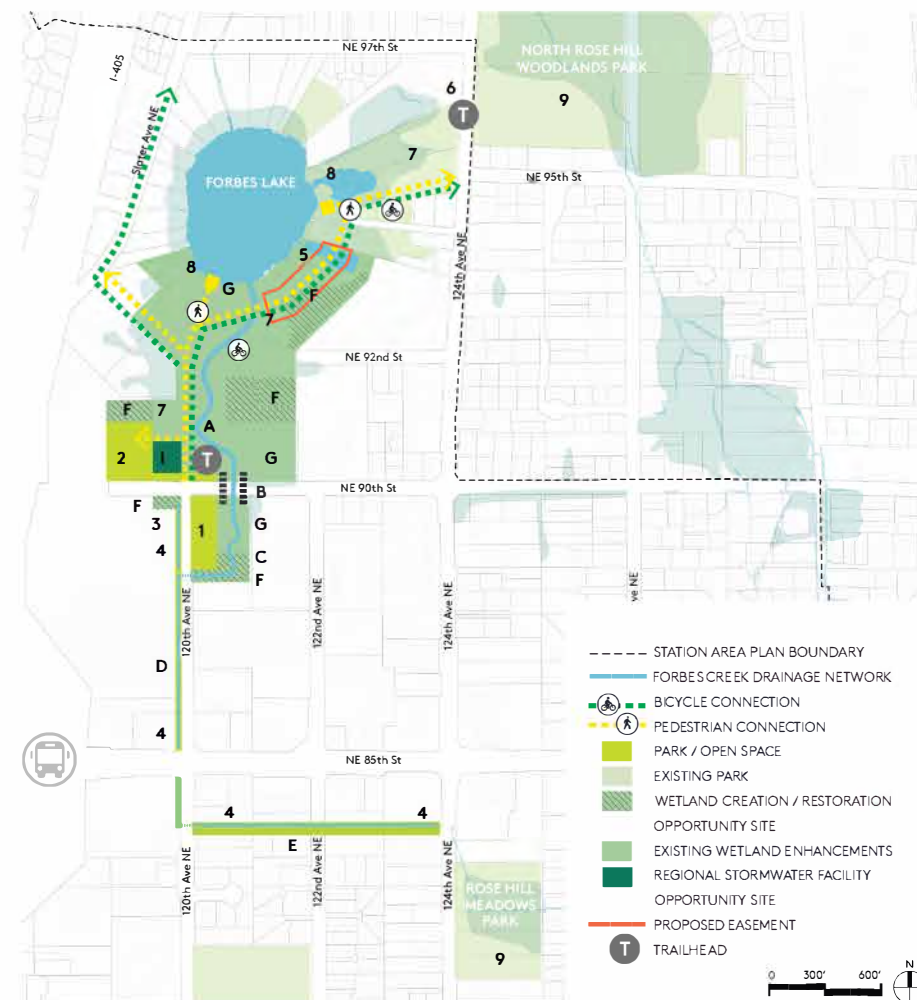 NE 97th St
NORTH ROSE HILL
WOODLANDS PARK
I-405
6
T
9
Slater Ave NE
7
FORBES LAKE
8
NE 95th St
5
124th Ave NE
8
G
F
7
NE 92nd St
F
F
7
A
2
1
T
G
NE 90th St
B
F
3
1
G
4
C
F
120th Ave NE
122nd Ave NE
124th Ave NE
ve NE
D
4
NE 85th St
4
4
E
120th Ave NE
122nd Ave NE
124th Ave NE
ROSE HILL
MEADOWS
PARK
9
STATION AREA PLAN BOUNDARY
FORBES CREEK DRAINAGE NETWORK
BICYCLE CONNECTION
PEDESTRIAN CONNECTION
PARK / OPEN SPACE
EXISTING PARK
WETLAND CREATION / RESTORATION
OPPORTUNITY SITE
EXISTING WETLAND ENHANCEMENTS
REGIONAL STORMWATER FACILITY
OPPORTUNITY SITE
PROPOSED EASEMENT
T TRAILHEAD
0 300' 600'
N